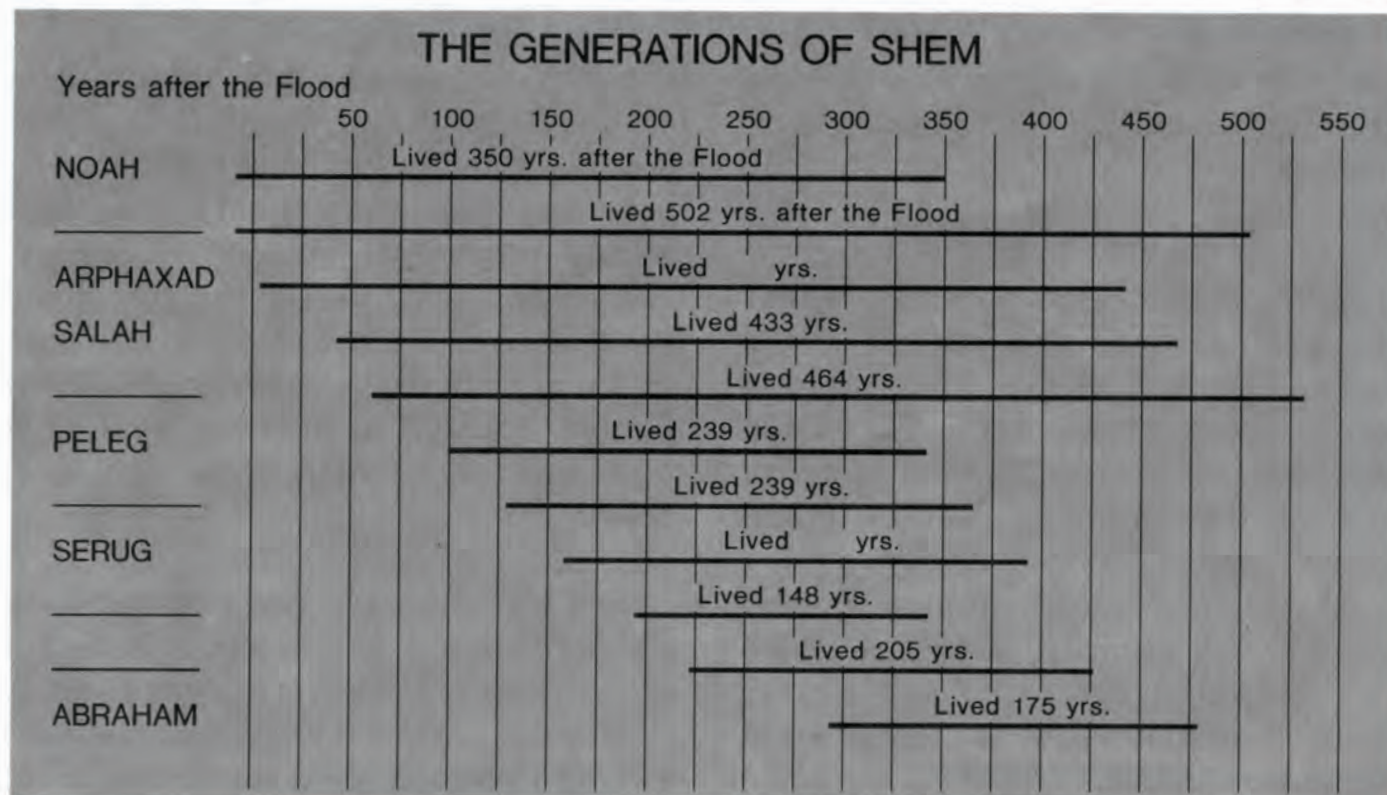 THE GENERATIONS OF SHEM
Years after the Flood
50 100 150 200 250 300 350 400 450 500 550
NOAH Lived 350 yrs. after the Flood
Lived 502 yrs. after the Flood
ARPHAXAD Lived yrs.
SALAH Lived 433 yrs.
Lived 464 yrs.
PELEG Lived 239 yrs.
Lived 239 yrs.
SERUG Lived yrs.
Lived 148 yrs.
Lived 205 yrs.
ABRAHAM Lived 175 yrs.